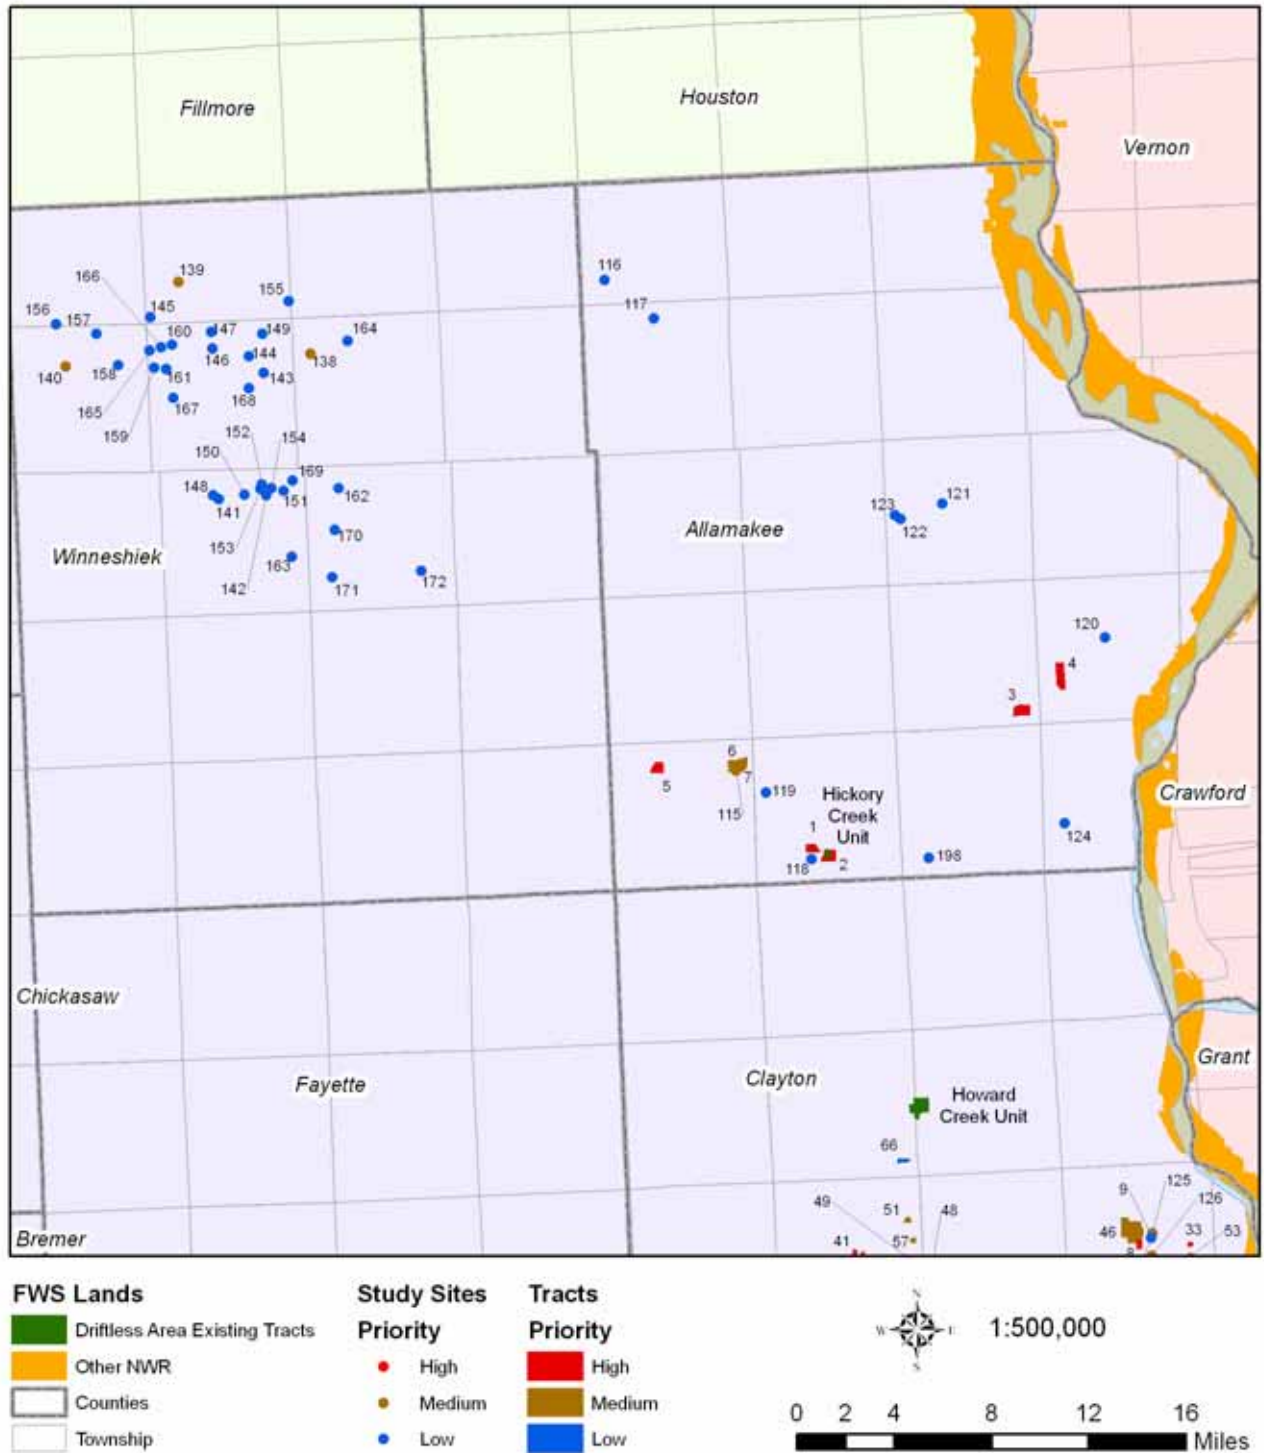 Fillmore
Houston
Vernon
139
166
155
116
156
145
117
157
160
147
149
164
146
144
138
140
158
161
143
165
167
168
159
152
154
150
169
148
162
141
151
123
121
153
170
122
Allamakee
Winneshiek
163
142
171
172
120
4
3
6
7
5
115
119
Hickory
Creek
Unit
Crawford
1
124
118
2
198
Chickasaw
Grant
Fayette
Clayton
Howard
Creek Unit
66
9
125
126
49
51
48
46
33
53
41
57
8
Bremer
FWS Lands
Driftless Area Existing Tracts
Other NWR
Counties
Township
Study Sites
Priority
High
Medium
Low
Tracts
Priority
High
Medium
Low
N
W
E
S
1:500,000
0 2 4 8 12 16
Miles